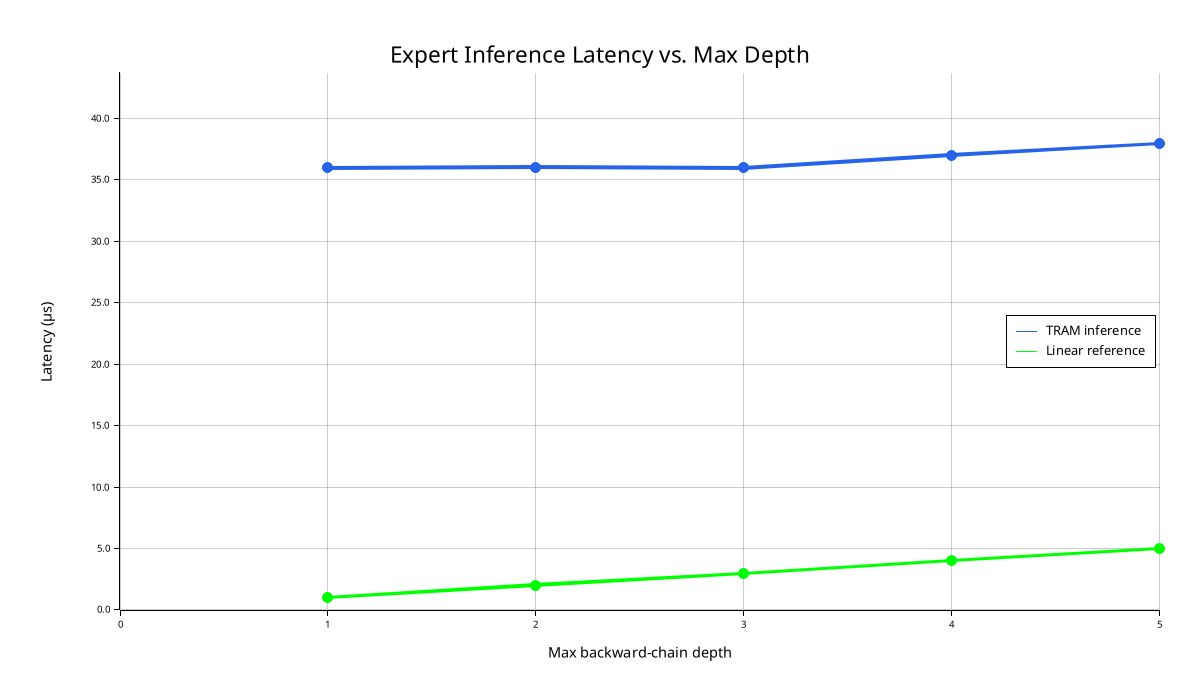 Expert Inference Latency vs. Max Depth
40.0
35.0
30.0
25.0
20.0
15.0
10.0
5.0
0.0
Latency (µs)
TRAM inference
Linear reference
0 1 2 3 4 5
Max backward-chain depth